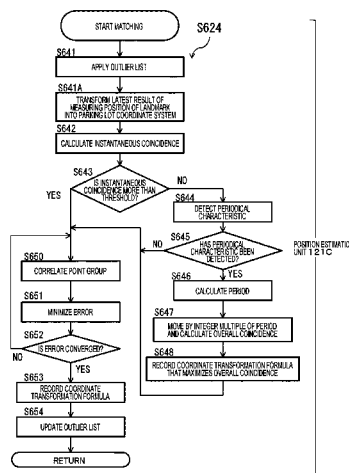 START MATCHING
S624
S641
APPLY OUTLIER LIST
S641A
TRANSFORM LATEST RESULT OF
MEASURING POSITION OF LANDMARK
INTO PARKING LOT COORDINATE SYSTEM
S642
CALCULATE INSTANTANEOUS COINCIDENCE
S643
IS INSTANTANEOUS
COINCIDENCE MORE THAN
THRESHOLD?
YES
NO
S644
DETECT PERIODICAL
CHARACTERISTIC
S645
HAS PERIODICAL
CHARACTERISTIC BEEN
DETECTED?
NO
YES
POSITION ESTIMATIO
UNIT 121C
S646
CALCULATE PERIOD
S647
MOVE BY INTEGER MULTIPLE OF PERIOD
AND CALCULATE OVERALL COINCIDENCE
S648
RECORD COORDINATE TRANSFORMATION FORMULA
THAT MAXIMIZES OVERALL COINCIDENCE
S650
CORRELATE POINT GROUP
S651
MINIMIZE ERROR
S652
IS ERROR CONVERGED?
NO
YES
S653
RECORD COORDINATE
TRANSFORMATION FORMULA
S654
UPDATE OUTLIER LIST
RETURN